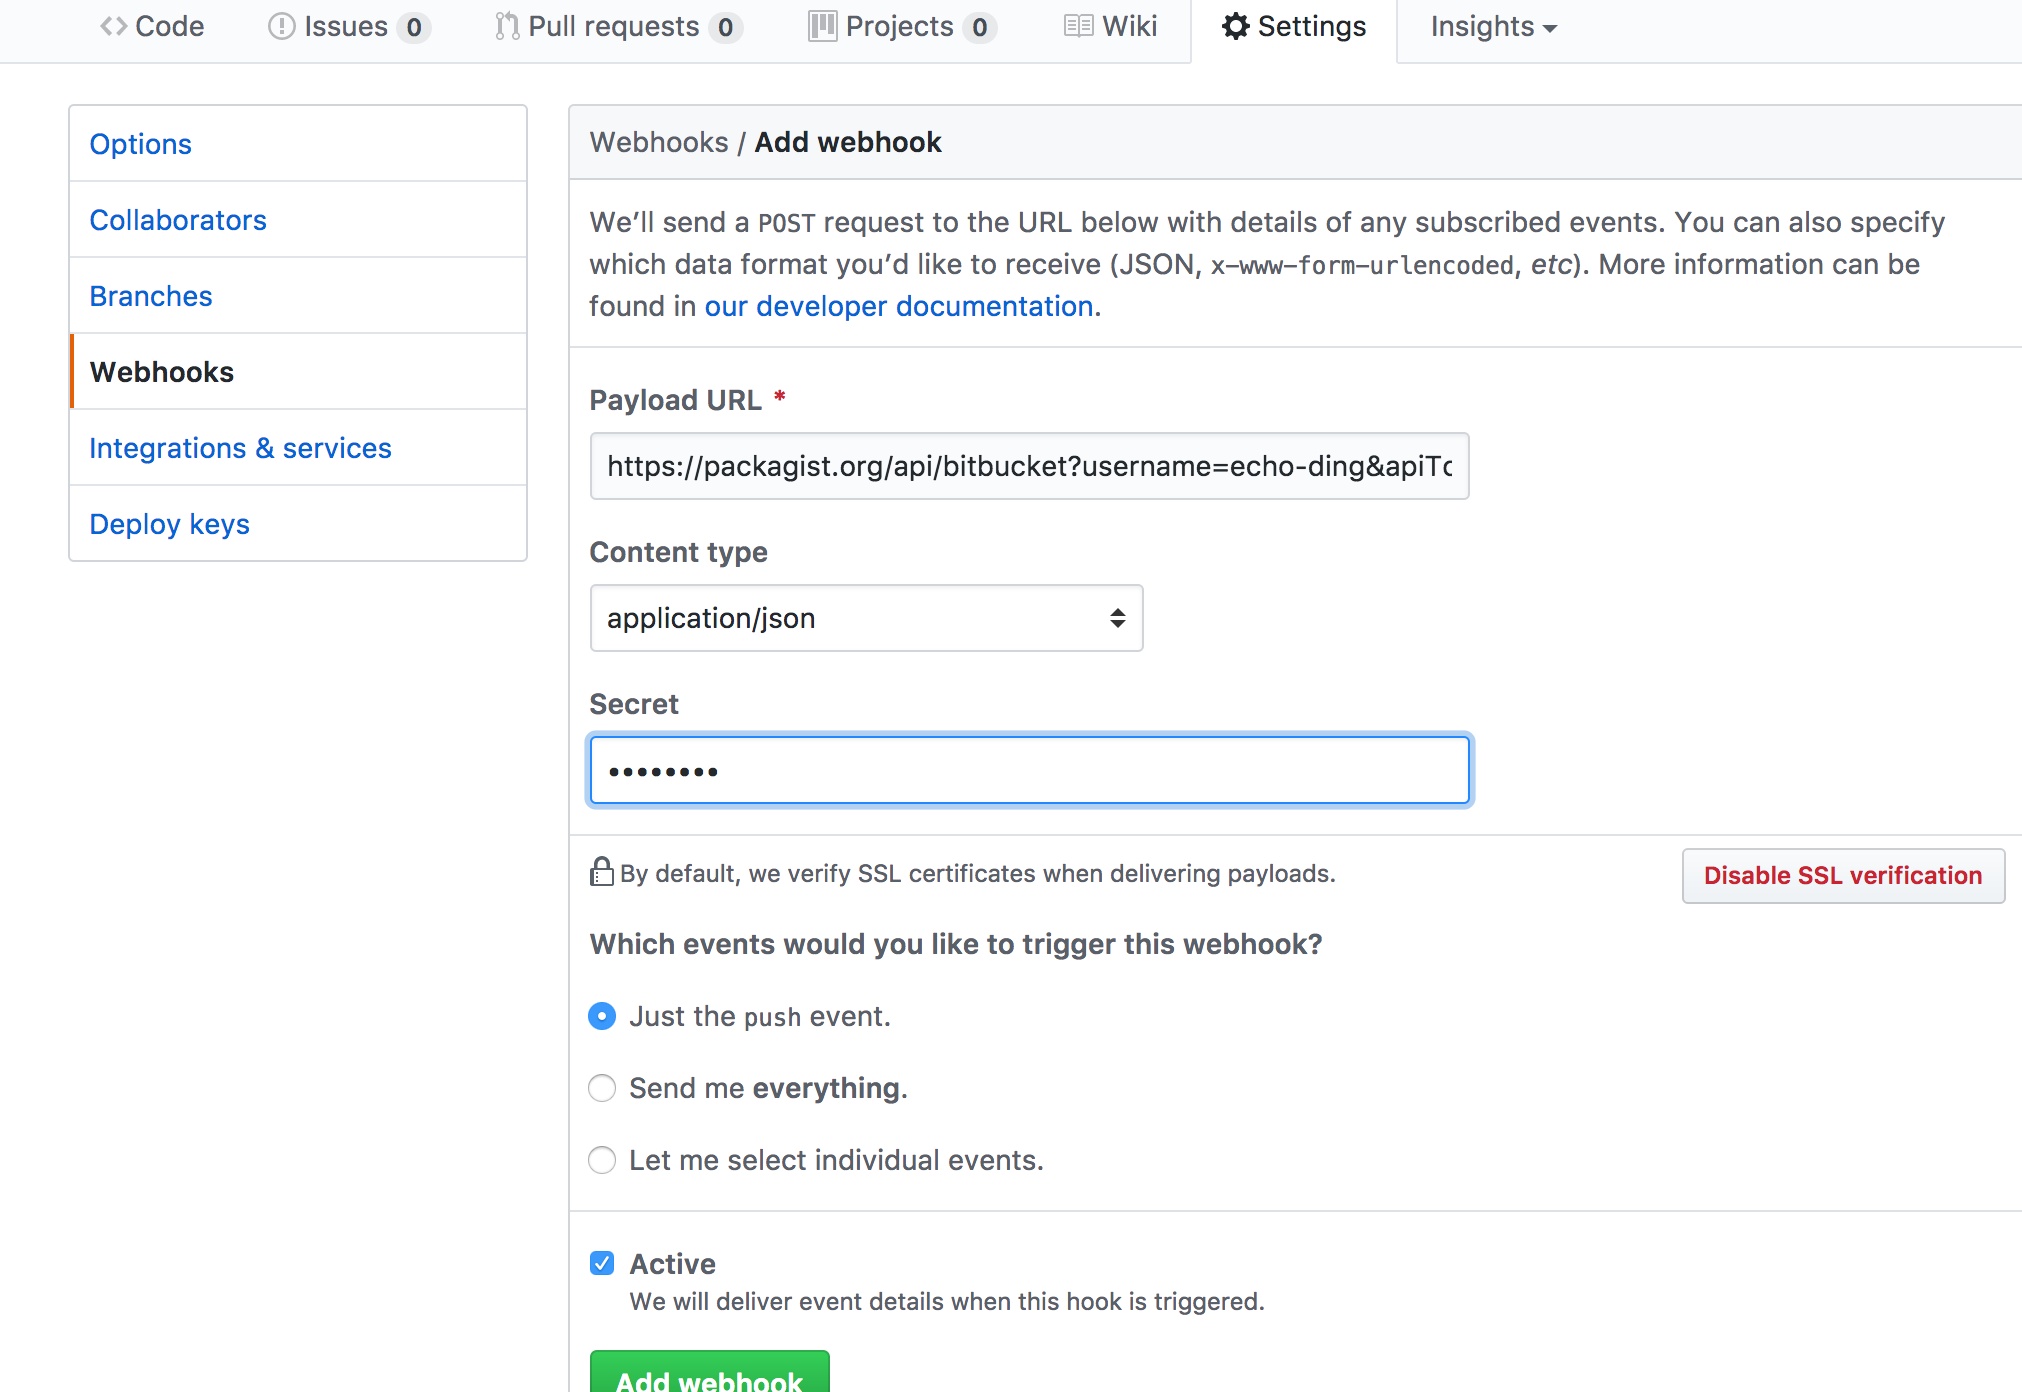 Code Issues 0 Pull requests 0 Projects 0 Wiki Settings Insights
Options
Collaborators
Branches
Webhooks
Integrations & services
Deploy keys
Webhooks / Add webhook
We’ll send a POST request to the URL below with details of any subscribed events. You can also specify
which data format you’d like to receive (JSON, x-www-form-urlencoded, etc). More information can be
found in our developer documentation.
Payload URL *
https://packagist.org/api/bitbucket?username=echo-ding&apiTo
Content type
application/json
Secret
••••••••
By default, we verify SSL certificates when delivering payloads.
Disable SSL verification
Which events would you like to trigger this webhook?
Just the push event.
Send me everything.
Let me select individual events.
Active
We will deliver event details when this hook is triggered.
Add webhook